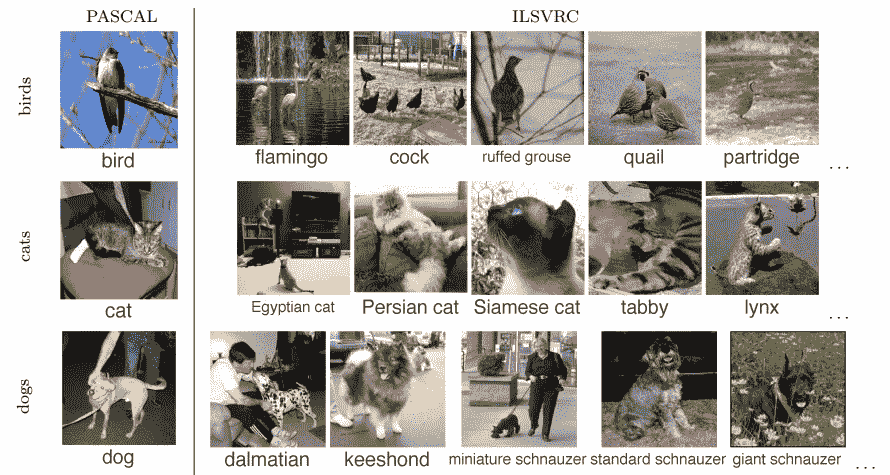 PASCAL
ILSVRC
birds
bird
flamingo
cock
ruffed grouse
quail
partridge
...
cats
cat
Egyptian cat
Persian cat
Siamese cat
tabby
lynx
...
dogs
dog
dalmatian
keeshond
miniature schnauzer
standard schnauzer
giant schnauzer
...